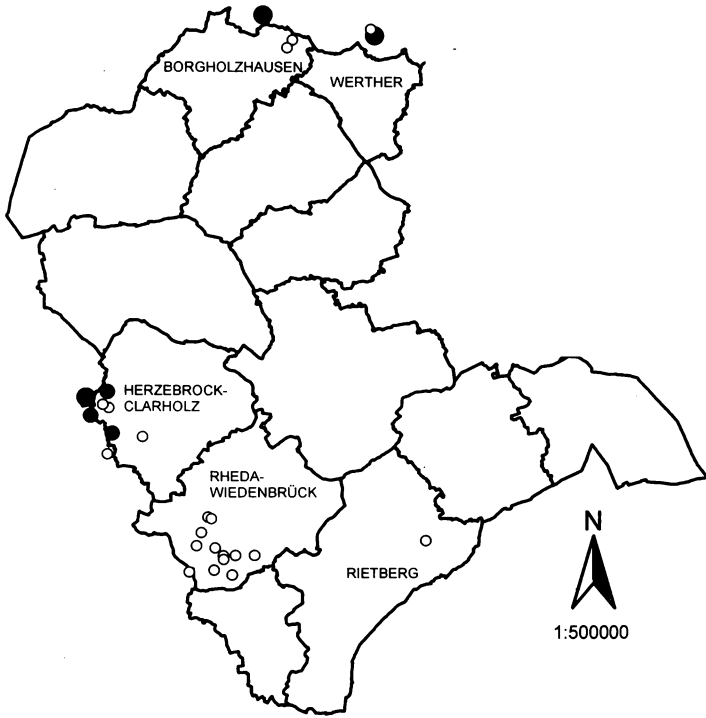 BORGHOLZHAUSEN
WERTHER
HERZEBROCK-
CLARHOLZ
RHEDA-
WIEDENBRÜCK
RIETBERG
N
1:500000